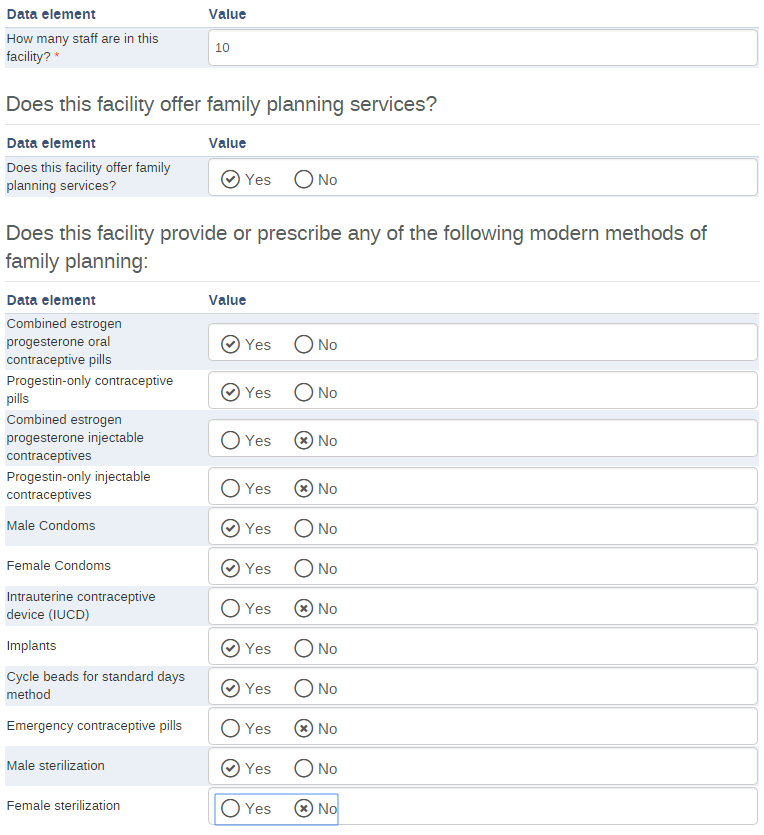 Data element Value
How many staff are in this
facility? * 10
Does this facility offer family planning services?
Data element Value
Does this facility offer family
planning services? Yes No
Does this facility provide or prescribe any of the following modern methods of
family planning:
Data element Value
Combined estrogen
progesterone oral
contraceptive pills Yes No
Progestin-only contraceptive
pills Yes No
Combined estrogen
progesterone injectable
contraceptives Yes No
Progestin-only injectable
contraceptives Yes No
Male Condoms Yes No
Female Condoms Yes No
Intrauterine contraceptive
device (IUCD) Yes No
Implants Yes No
Cycle beads for standard days
method Yes No
Emergency contraceptive pills Yes No
Male sterilization Yes No
Female sterilization Yes No